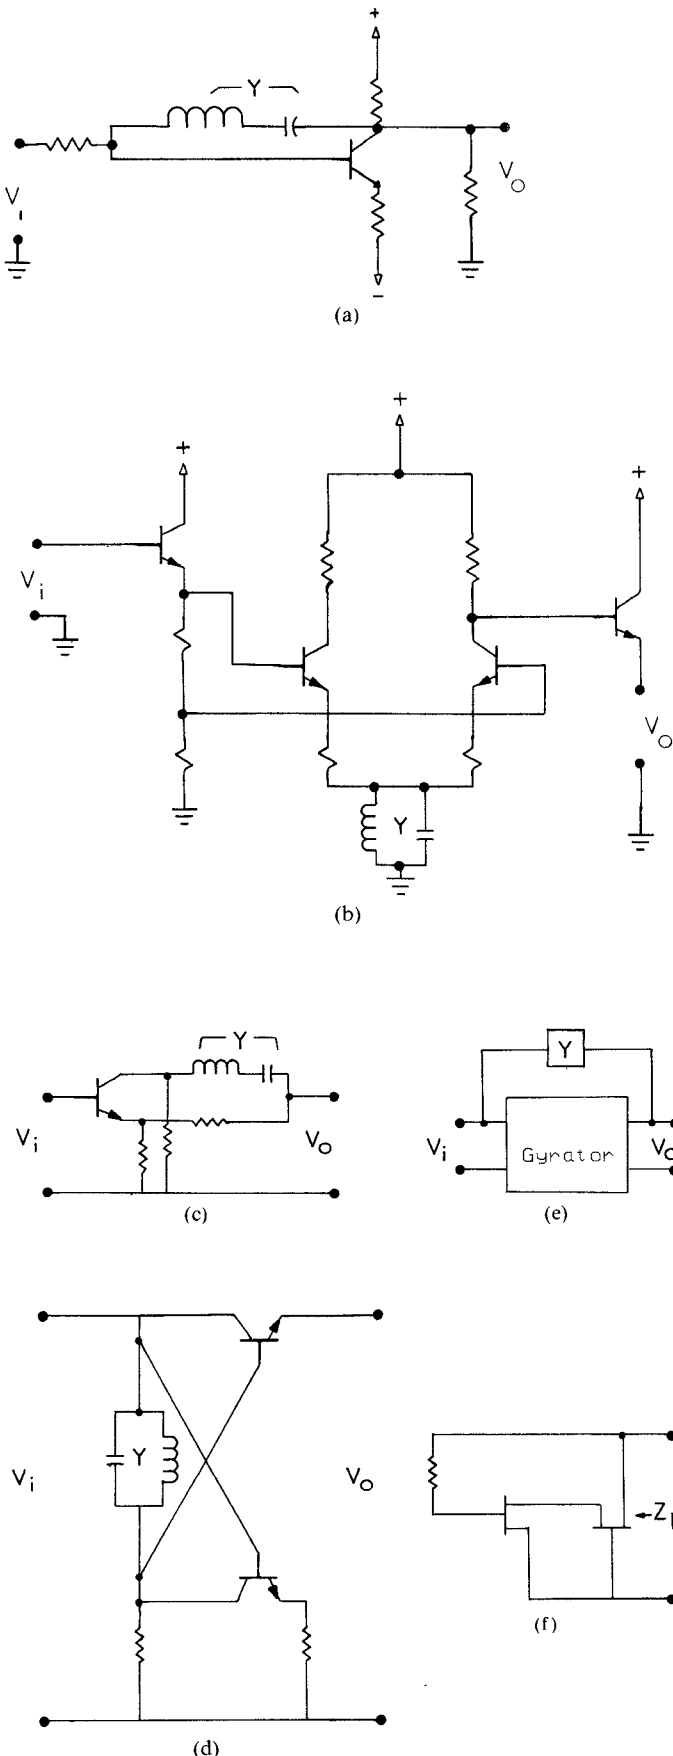 +
Y
V
O
V
ı
−
(a)
+
+
+
V
i
V
O
Y
(b)
Y
V
i
V
O
(c)
Y
V
i
Gyrator
V
O
(e)
Y
V
i
V
O
Z
(f)
(d)